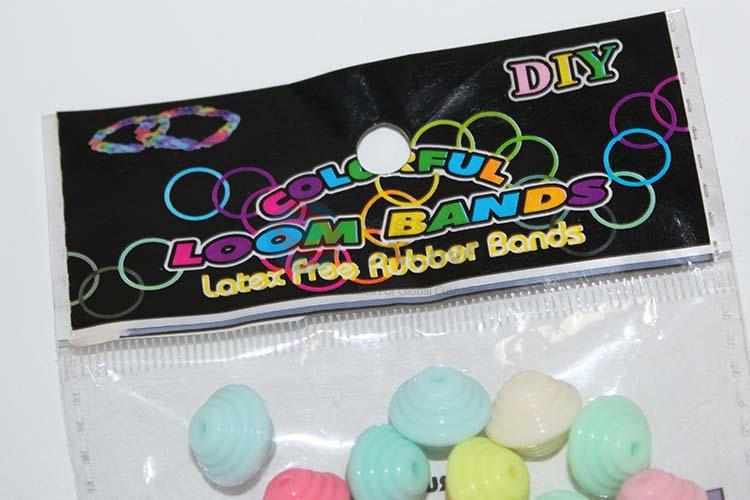 DIY
COLORFUL
LOOM BANDS
Latex Free Rubber Bands